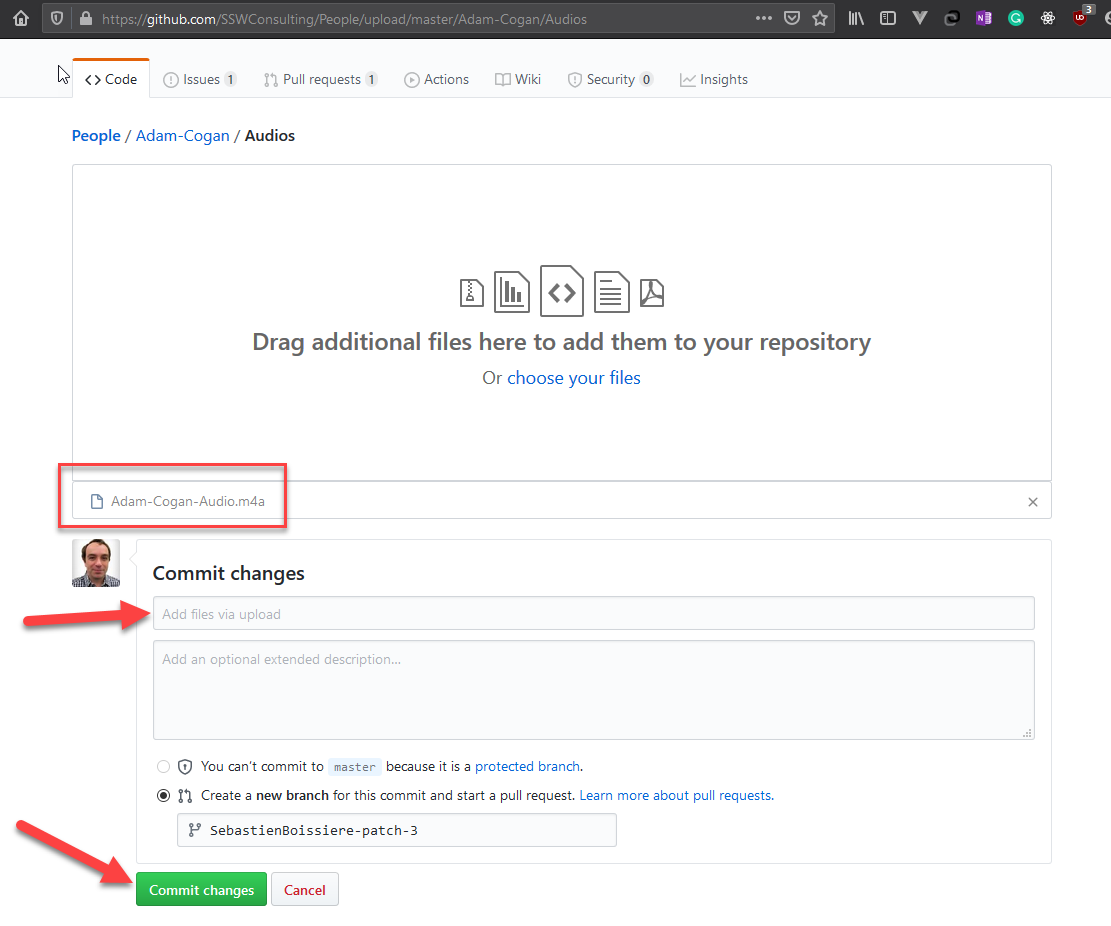 https://github.com/SSWConsulting/People/upload/master/Adam-Cogan/Audios
3
Code Issues 1 Pull requests 1 Actions Wiki Security 0 Insights
People / Adam-Cogan / Audios
Drag additional files here to add them to your repository
Or choose your files
Adam-Cogan-Audio.m4a
Commit changes
Add files via upload
Add an optional extended description...
You can't commit to master because it is a protected branch.
Create a new branch for this commit and start a pull request. Learn more about pull requests.
SebastienBoissiere-patch-3
Commit changes Cancel